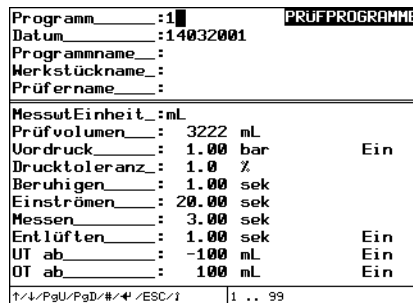 Programm________:1 PRÜFPROGRAMME
Datum___________:14032001
Programmname__:
Werkstückname_:
Prüfername____:
MesswtEinheit_:mL
Prüfvolumen___: 3222 mL
Vordruck______: 1.00 bar Ein
Drucktoleranz_: 1.0 %
Beruhigen_____: 1.00 sek
Einströmen____: 20.00 sek
Messen________: 3.00 sek
Entlüften_____: 1.00 sek Ein
UT ab_________: -100 mL Ein
OT ab_________: 100 mL Ein
↑/↓/PgU/PgD/#/↵/ESC/? 1 .. 99